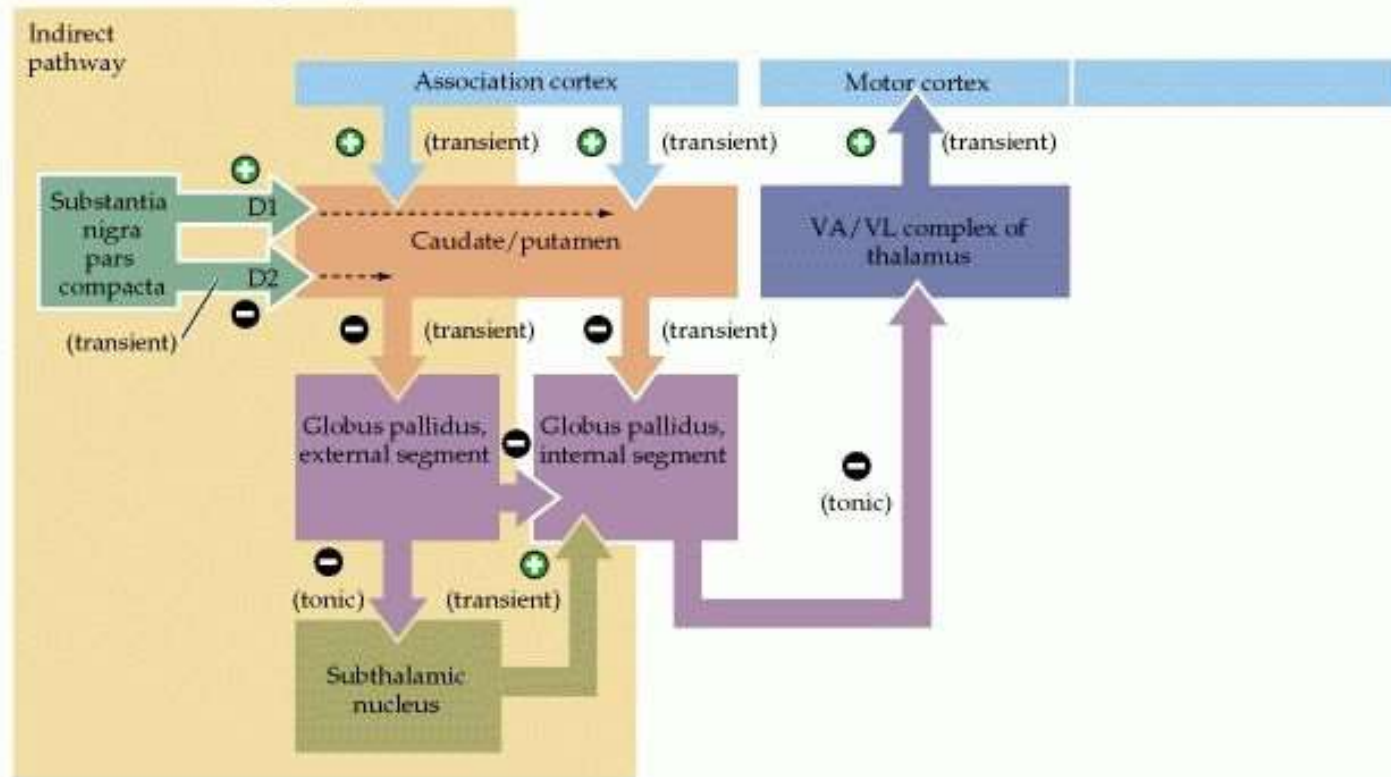 Indirect
pathway
Association cortex
Motor cortex
(transient)
(transient)
(transient)
Substantia
nigra
pars
compacta
D1
D2
(transient)
Caudate/putamen
VA/VL complex of
thalamus
(transient)
(transient)
Globus pallidus,
external segment
Globus pallidus,
internal segment
(tonic)
(tonic)
(transient)
Subthalamic
nucleus